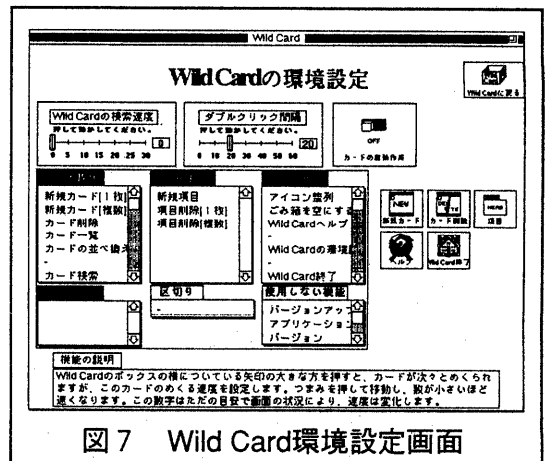 Wild Card
Wild Cardの環境設定
Wild Cardに戻る
Wild Cardの検索速度
押して動かしてください。
0
0 5 10 15 20 25 30
ダブルクリック間隔
押して動かしてください。
20
0 10 20 30 40 50 60
OFF
カードの自動作成
新規カード[1枚]
新規カード[複数]
カード削除
カード一覧
カードの並べ換え
-
カード検索
新規項目
項目削除[1枚]
項目削除[複数]
アイコン整列
ごみ箱を空にする
Wild Cardヘルプ
-
Wild Cardの環境
-
Wild Card終了
NEW
新規カード
カード削除
項目
ヘルプ
Wild Card終了
区切り
-
使用しない機能
バージョンアップ
アプリケーション
バージョン
機能の説明
Wild Cardのボックスの横についている矢印の大きな方を押すと、カードが次々とめくられ
ますが、このカードのめくる速度を設定します。つまみを押して移動し、数が小さいほど
速くなります。この数字はただの目安で画面の状況により、速度は変化します。
図7 Wild Card環境設定画面